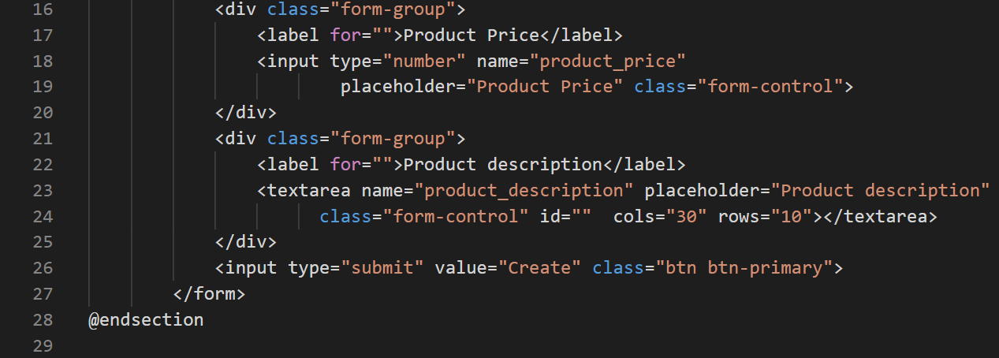 16 <div class="form-group">
17 <label for="">Product Price</label>
18 <input type="number" name="product_price"
19 placeholder="Product Price" class="form-control">
20 </div>
21 <div class="form-group">
22 <label for="">Product description</label>
23 <textarea name="product_description" placeholder="Product description"
24 class="form-control" id=""  cols="30" rows="10"></textarea>
25 </div>
26 <input type="submit" value="Create" class="btn btn-primary">
27 </form>
28 @endsection
29